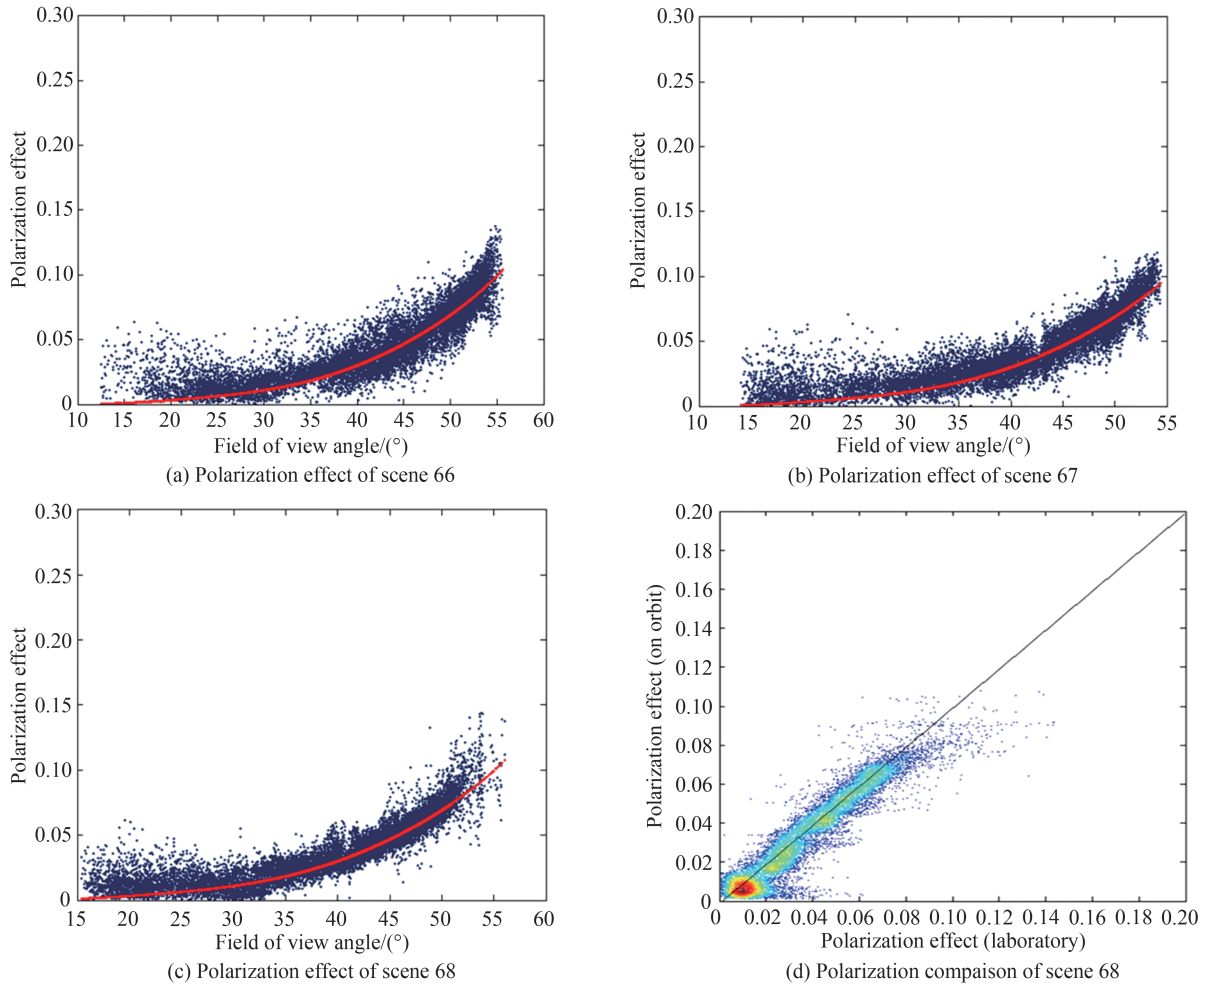 0.30
0.25
0.20
0.15
0.10
0.05
0
Polarization effect
10 15 20 25 30 35 40 45 50 55 60
Field of view angle/(°)
(a) Polarization effect of scene 66
0.30
0.25
0.20
0.15
0.10
0.05
0
Polarization effect
10 15 20 25 30 35 40 45 50 55
Field of view angle/(°)
(b) Polarization effect of scene 67
0.30
0.25
0.20
0.15
0.10
0.05
0
Polarization effect
15 20 25 30 35 40 45 50 55 60
Field of view angle/(°)
(c) Polarization effect of scene 68
0.20
0.18
0.16
0.14
0.12
0.10
0.08
0.06
0.04
0.02
0
Polarization effect (on orbit)
0 0.02 0.04 0.06 0.08 0.10 0.12 0.14 0.16 0.18 0.20
Polarization effect (laboratory)
(d) Polarization compaison of scene 68